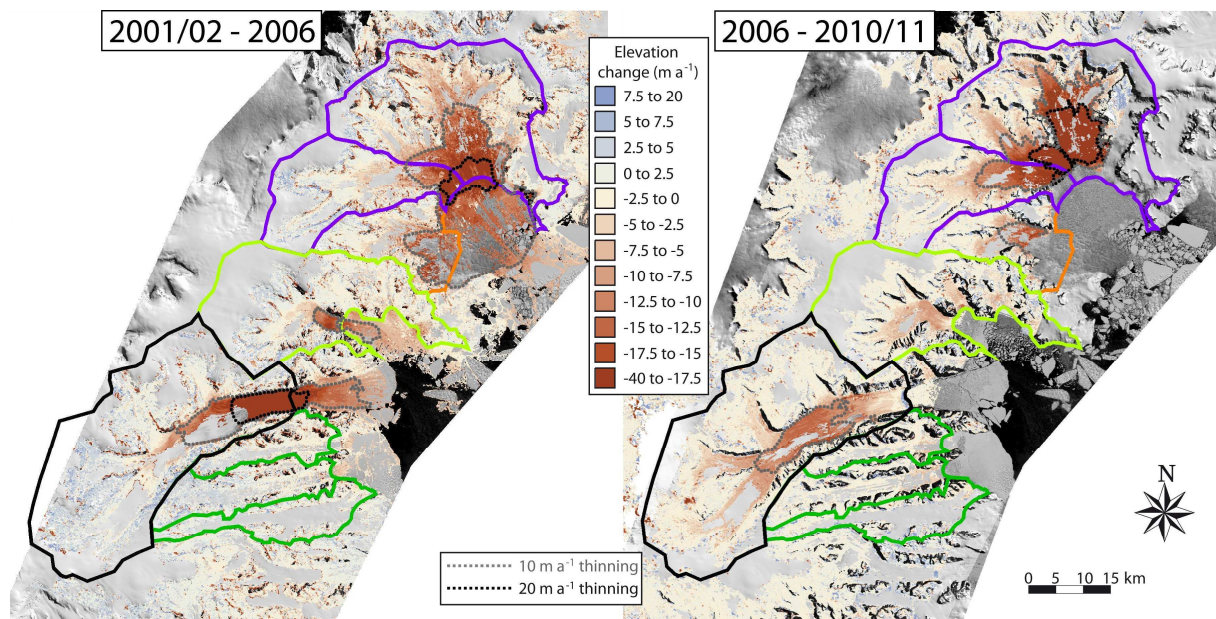 2001/02 - 2006
2006 - 2010/11
Elevation
change (m a⁻¹)
7.5 to 20
5 to 7.5
2.5 to 5
0 to 2.5
-2.5 to 0
-5 to -2.5
-7.5 to -5
-10 to -7.5
-12.5 to -10
-15 to -12.5
-17.5 to -15
-40 to -17.5
10 m a⁻¹ thinning
20 m a⁻¹ thinning
N
0 5 10 15 km